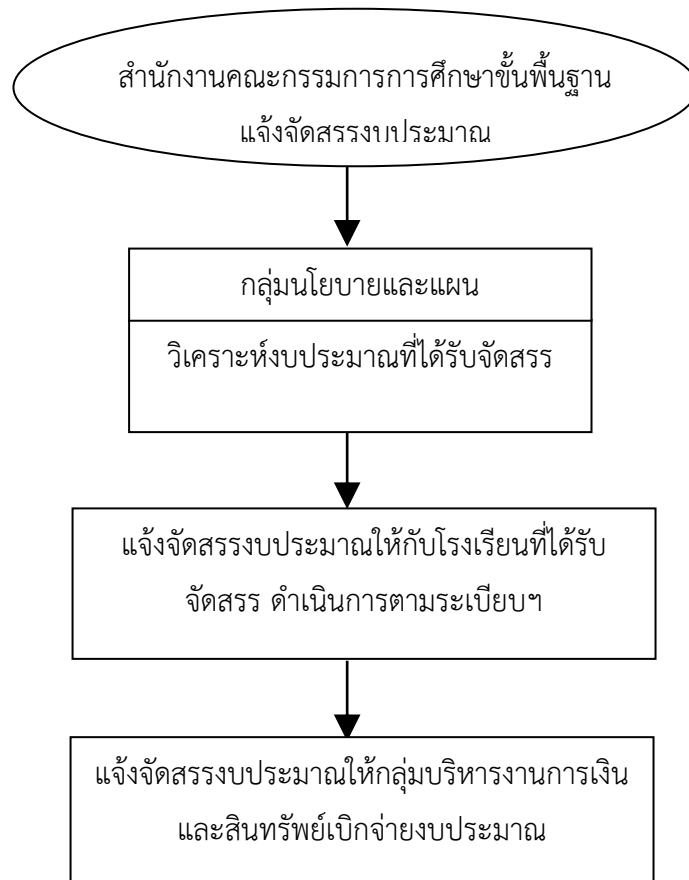 สำนักงานคณะกรรมการการศึกษาขั้นพื้นฐาน
แจ้งจัดสรรงบประมาณ
กลุ่มนโยบายและแผน
วิเคราะห์งบประมาณที่ได้รับจัดสรร
แจ้งจัดสรรงบประมาณให้กับโรงเรียนที่ได้รับ
จัดสรร ดำเนินการตามระเบียบฯ
แจ้งจัดสรรงบประมาณให้กลุ่มบริหารงานการเงิน
และสินทรัพย์เบิกจ่ายงบประมาณ